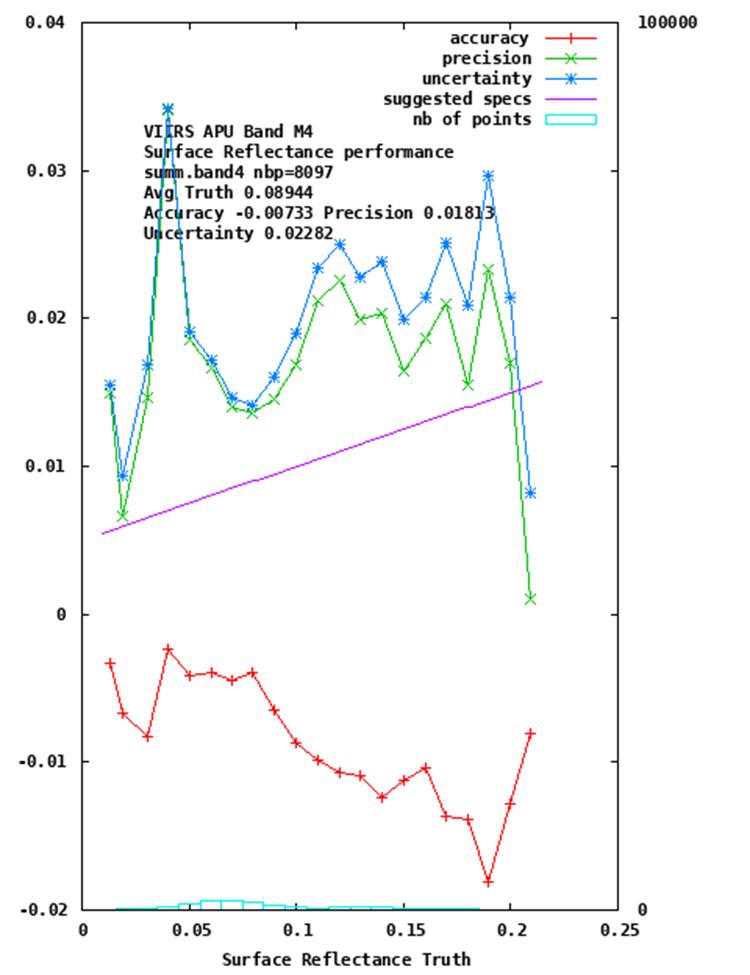 0.04
100000
accuracy
precision
uncertainty
suggested specs
nb of points
VIIRS APU Band M4
Surface Reflectance performance
summ.band4 nbp=8097
Avg Truth 0.08944
Accuracy -0.00733 Precision 0.01813
Uncertainty 0.02282
0.03
0.02
0.01
0
-0.01
-0.02
0
0
0.05
0.1
0.15
0.2
0.25
Surface Reflectance Truth